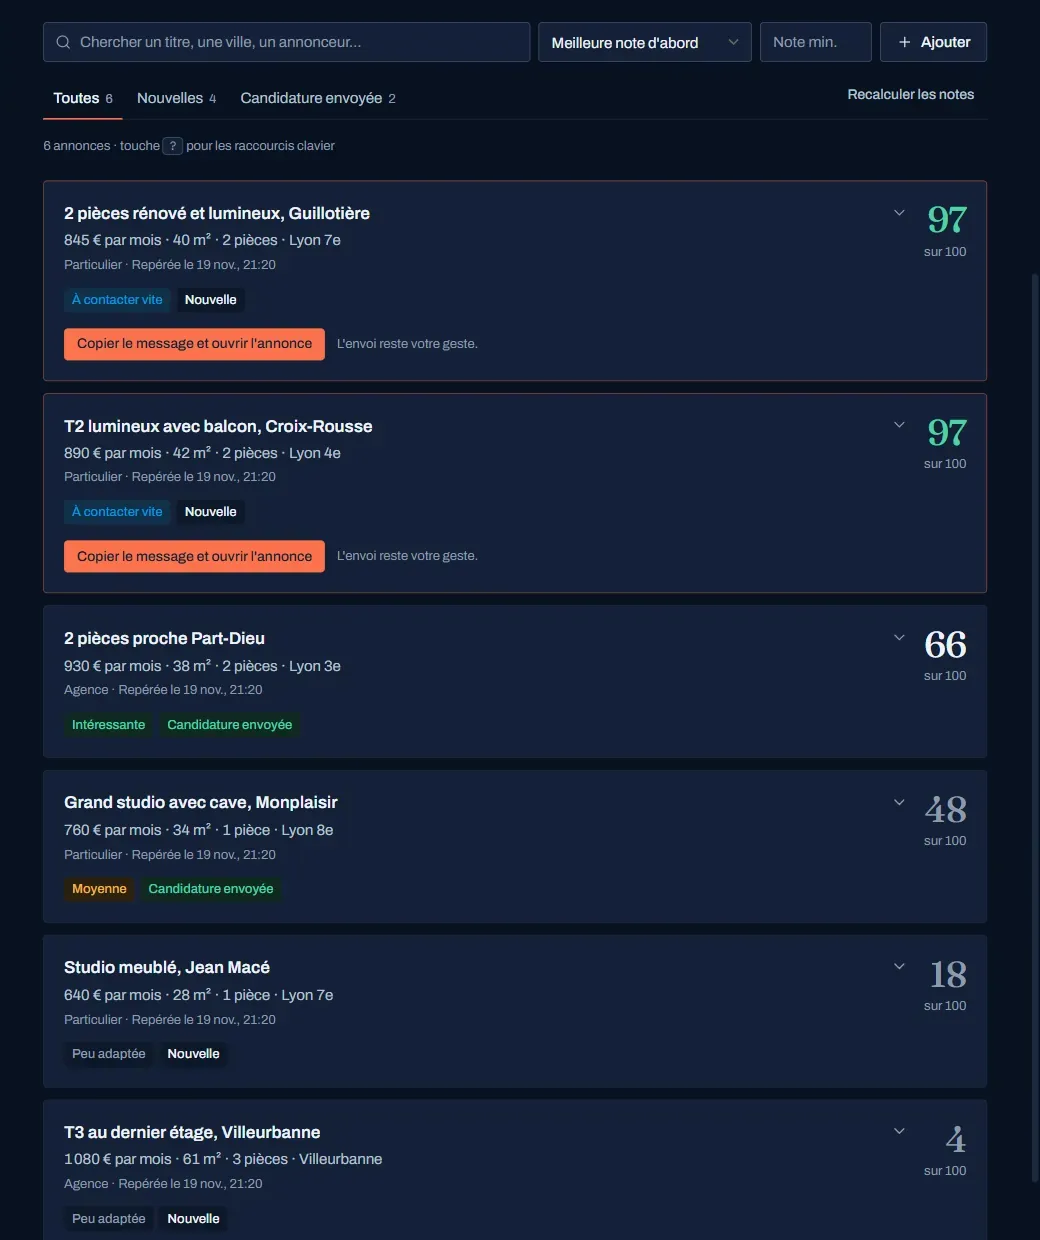 Chercher un titre, une ville, un annonceur...
Meilleure note d'abord
Note min.
+ Ajouter
Toutes 6
Nouvelles 4
Candidature envoyée 2
Recalculer les notes
6 annonces · touche ? pour les raccourcis clavier
2 pièces rénové et lumineux, Guillotière
97
845 € par mois · 40 m² · 2 pièces · Lyon 7e
sur 100
Particulier · Repérée le 19 nov., 21:20
À contacter vite
Nouvelle
Copier le message et ouvrir l'annonce
L'envoi reste votre geste.
T2 lumineux avec balcon, Croix-Rousse
97
890 € par mois · 42 m² · 2 pièces · Lyon 4e
sur 100
Particulier · Repérée le 19 nov., 21:20
À contacter vite
Nouvelle
Copier le message et ouvrir l'annonce
L'envoi reste votre geste.
2 pièces proche Part-Dieu
66
930 € par mois · 38 m² · 2 pièces · Lyon 3e
sur 100
Agence · Repérée le 19 nov., 21:20
Intéressante
Candidature envoyée
Grand studio avec cave, Monplaisir
48
760 € par mois · 34 m² · 1 pièce · Lyon 8e
sur 100
Particulier · Repérée le 19 nov., 21:20
Moyenne
Candidature envoyée
Studio meublé, Jean Macé
18
640 € par mois · 28 m² · 1 pièce · Lyon 7e
sur 100
Particulier · Repérée le 19 nov., 21:20
Peu adaptée
Nouvelle
T3 au dernier étage, Villeurbanne
4
1 080 € par mois · 61 m² · 3 pièces · Villeurbanne
sur 100
Agence · Repérée le 19 nov., 21:20
Peu adaptée
Nouvelle